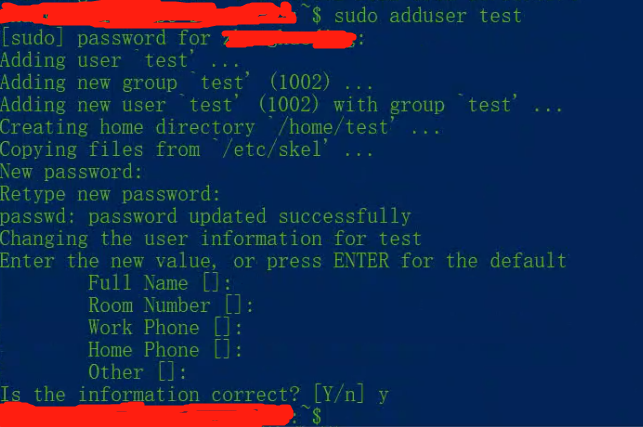 ~$ sudo adduser test
[sudo] password for :
Adding user `test' ...
Adding new group `test' (1002) ...
Adding new user `test' (1002) with group `test' ...
Creating home directory `/home/test' ...
Copying files from `/etc/skel' ...
New password:
Retype new password:
passwd: password updated successfully
Changing the user information for test
Enter the new value, or press ENTER for the default
Full Name []:
Room Number []:
Work Phone []:
Home Phone []:
Other []:
Is the information correct? [Y/n] y
:~$